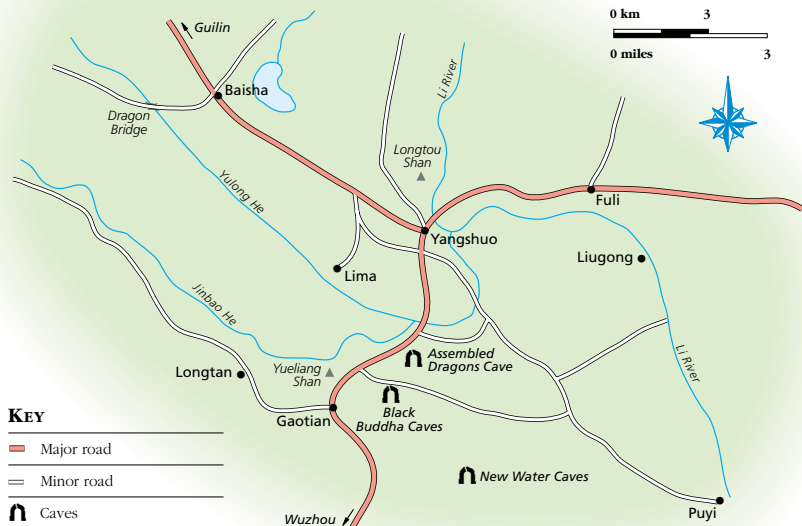 Guilin
0 km 3
0 miles 3
Baisha
Li River
Dragon
Bridge
Longtou
Shan
Yulong He
Fuli
Yangshuo
Liugong
Lima
Jinbao He
Assembled
Dragons Cave
Li River
Longtan
Yueliang
Shan
KEY
Gaotian
Black
Buddha Caves
Major road
Minor road
New Water Caves
Caves
Wuzhou
Puyi